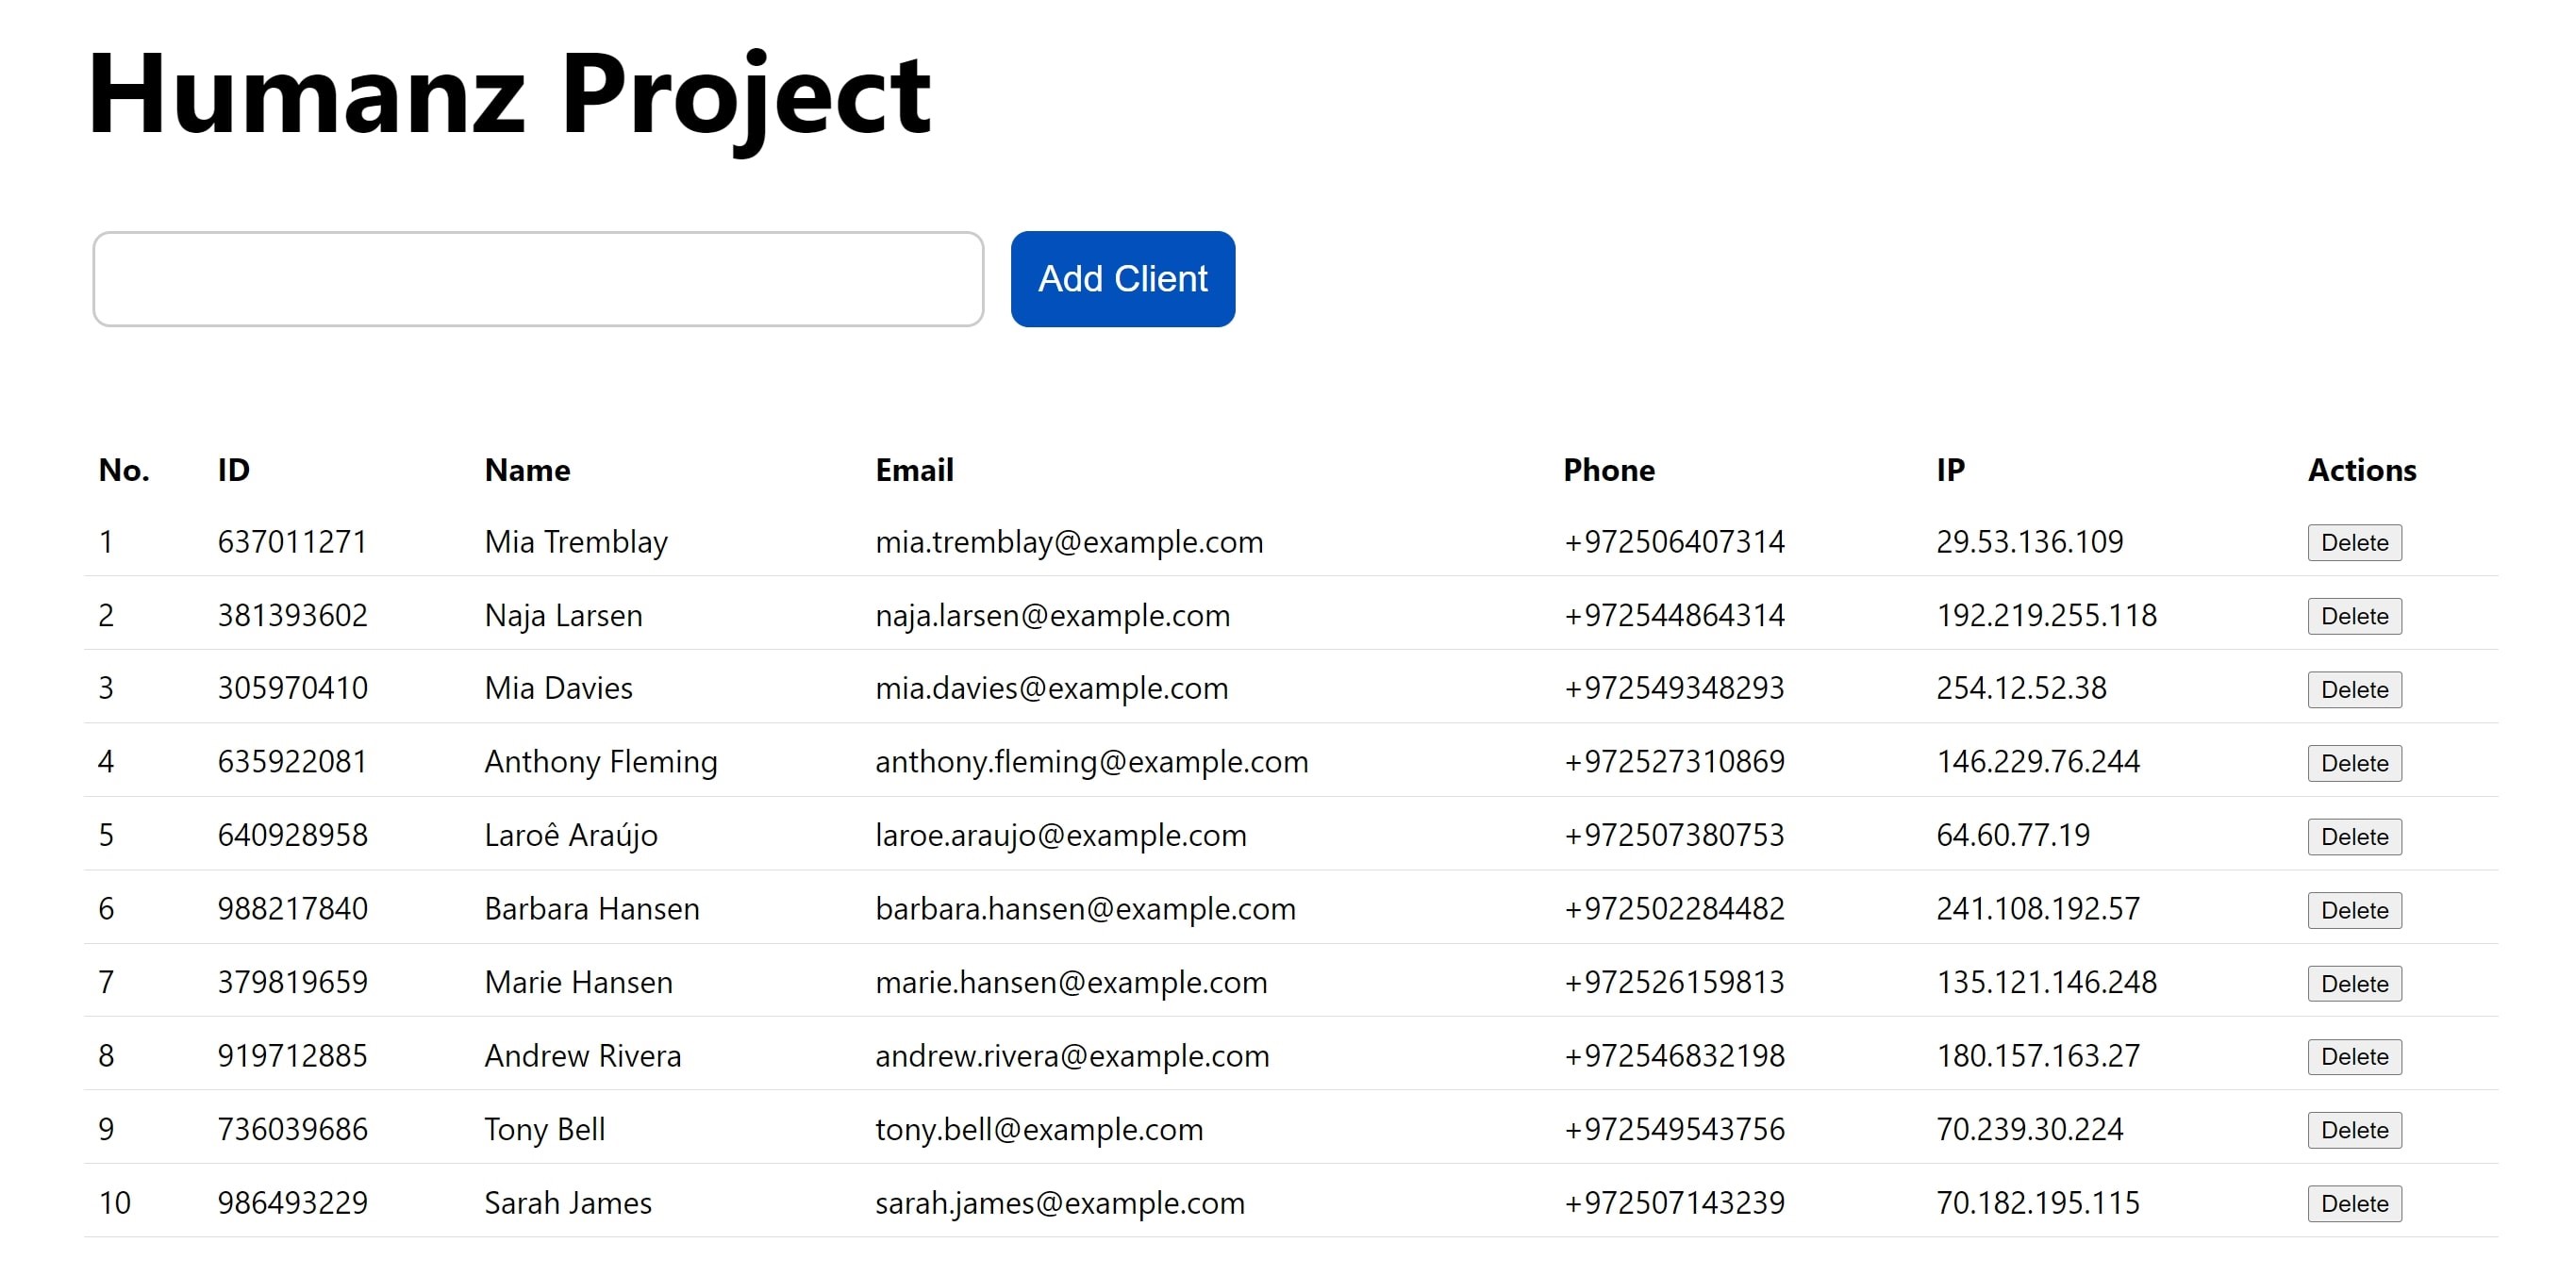 Humanz Project
Add Client
No. ID Name Email Phone IP Actions
1 637011271 Mia Tremblay mia.tremblay@example.com +972506407314 29.53.136.109 Delete
2 381393602 Naja Larsen naja.larsen@example.com +972544864314 192.219.255.118 Delete
3 305970410 Mia Davies mia.davies@example.com +972549348293 254.12.52.38 Delete
4 635922081 Anthony Fleming anthony.fleming@example.com +972527310869 146.229.76.244 Delete
5 640928958 Laroê Araújo laroe.araujo@example.com +972507380753 64.60.77.19 Delete
6 988217840 Barbara Hansen barbara.hansen@example.com +972502284482 241.108.192.57 Delete
7 379819659 Marie Hansen marie.hansen@example.com +972526159813 135.121.146.248 Delete
8 919712885 Andrew Rivera andrew.rivera@example.com +972546832198 180.157.163.27 Delete
9 736039686 Tony Bell tony.bell@example.com +972549543756 70.239.30.224 Delete
10 986493229 Sarah James sarah.james@example.com +972507143239 70.182.195.115 Delete